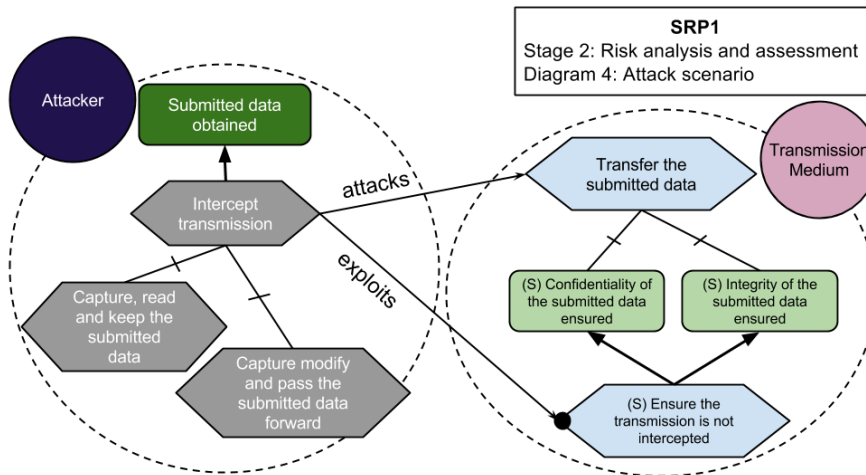 SRP1
Stage 2: Risk analysis and assessment
Diagram 4: Attack scenario
Attacker
Submitted data
obtained
Transmission
Medium
Transfer the
submitted data
attacks
Intercept
transmission
exploits
(S) Confidentiality of
the submitted data
ensured
(S) Integrity of the
submitted data
ensured
Capture, read
and keep the
submitted
data
Capture modify
and pass the
submitted data
forward
(S) Ensure the
transmission is not
intercepted